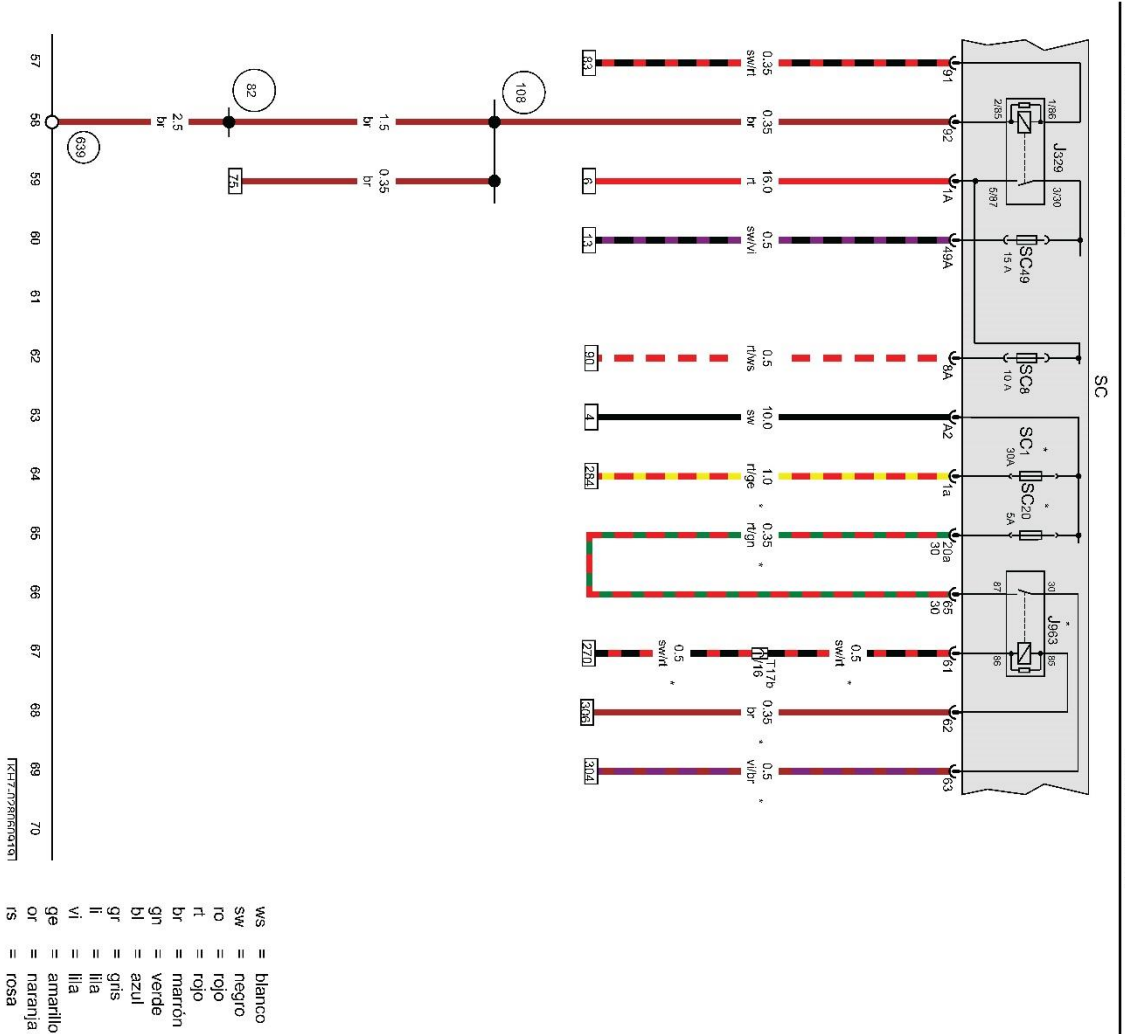 SC
J329
1/86
2/85
3/30
5/87
SC49
15 A
SC8
10 A
SC1
*
30A
SC20
*
5A
J963
*
30
87
85
86
91
92
1A
49A
8A
A2
1a
20a
30
65
30
61
62
63
0.35
sw/rt
0.35
br
16.0
rt
0.5
sw/vi
0.5
rt/ws
10.0
sw
1.0
rt/ge
*
0.35
rt/gn
*
0.5
sw/rt
*
T17b
/16
0.5
sw/rt
*
0.35
br
*
0.5
vi/br
*
83
6
13
90
4
284
270
306
304
108
1.5
br
0.35
br
75
82
2.5
br
639
57 58 59 60 61 62 63 64 65 66 67 68 69 70
1KH7-028060919
ws = blanco
sw = negro
ro = rojo
rt = rojo
br = marrón
gn = verde
bl = azul
gr = gris
li = lila
vi = lila
ge = amarillo
or = naranja
rs = rosa